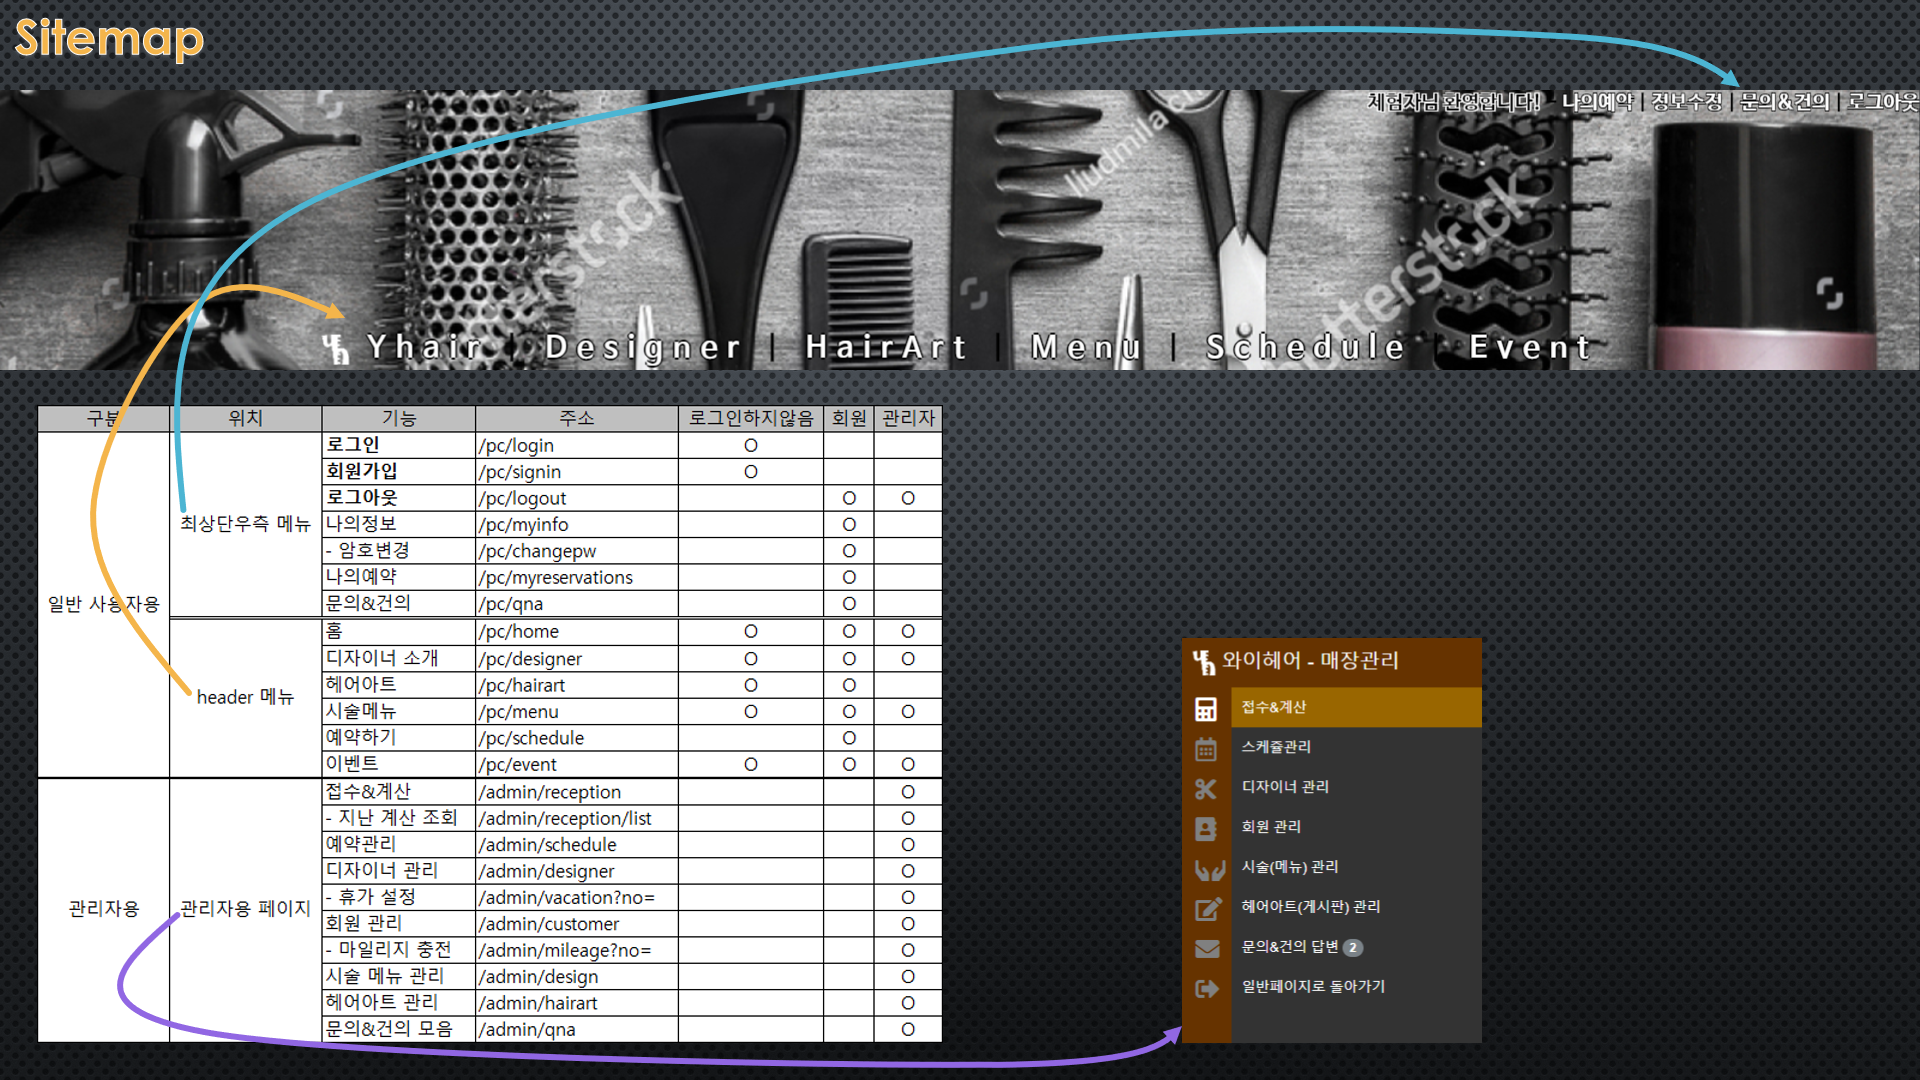 Sitemap
체험자님 환영합니다! 나의예약 | 정보수정 | 문의&건의 | 로그아웃
shutterstock
liudmila
shutterstock
Yhair | Designer | HairArt | Menu | Schedule | Event
구분 위치 기능 주소 로그인하지않음 회원 관리자
일반 사용자용
최상단우측 메뉴
로그인 /pc/login O
회원가입 /pc/signin O
로그아웃 /pc/logout O O
나의정보 /pc/myinfo O
- 암호변경 /pc/changepw O
나의예약 /pc/myreservations O
문의&건의 /pc/qna O
header 메뉴
홈 /pc/home O O O
디자이너 소개 /pc/designer O O O
헤어아트 /pc/hairart O O
시술메뉴 /pc/menu O O O
예약하기 /pc/schedule O
이벤트 /pc/event O O O
관리자용
관리자용 페이지
접수&계산 /admin/reception O
- 지난 계산 조회 /admin/reception/list O
예약관리 /admin/schedule O
디자이너 관리 /admin/designer O
- 휴가 설정 /admin/vacation?no= O
회원 관리 /admin/customer O
- 마일리지 충전 /admin/mileage?no= O
시술 메뉴 관리 /admin/design O
헤어아트 관리 /admin/hairart O
문의&건의 모음 /admin/qna O
와이헤어 - 매장관리
접수&계산
스케쥴관리
디자이너 관리
회원 관리
시술(메뉴) 관리
헤어아트(게시판) 관리
문의&건의 답변 2
일반페이지로 돌아가기